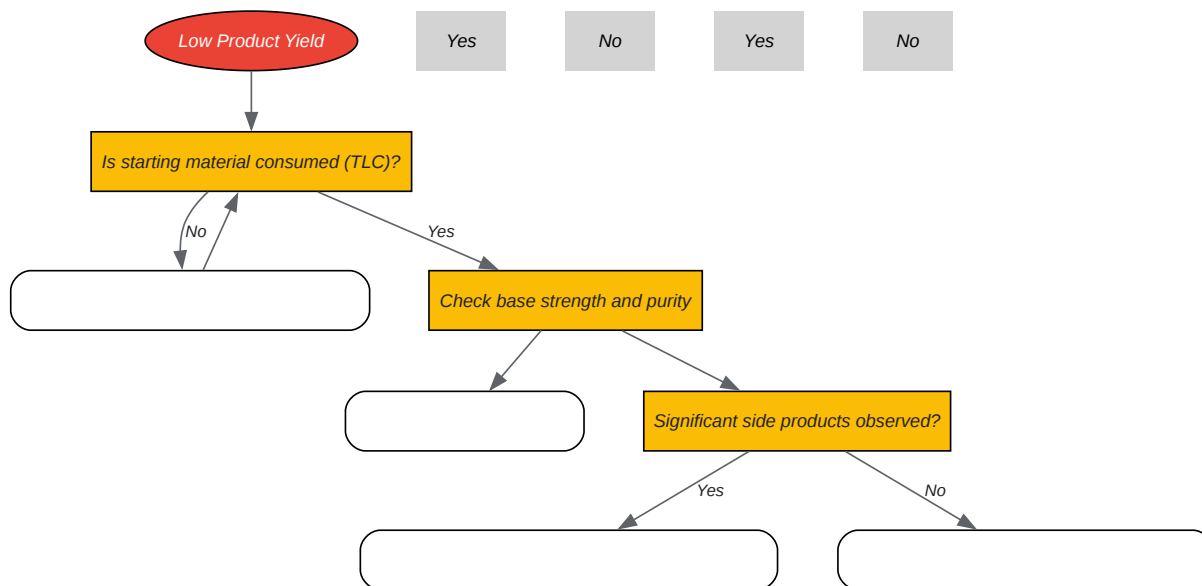 Low Product Yield
Yes
No
Yes
No
Is starting material consumed (TLC)?
No
Yes
Check base strength and purity
Significant side products observed?
Yes
No